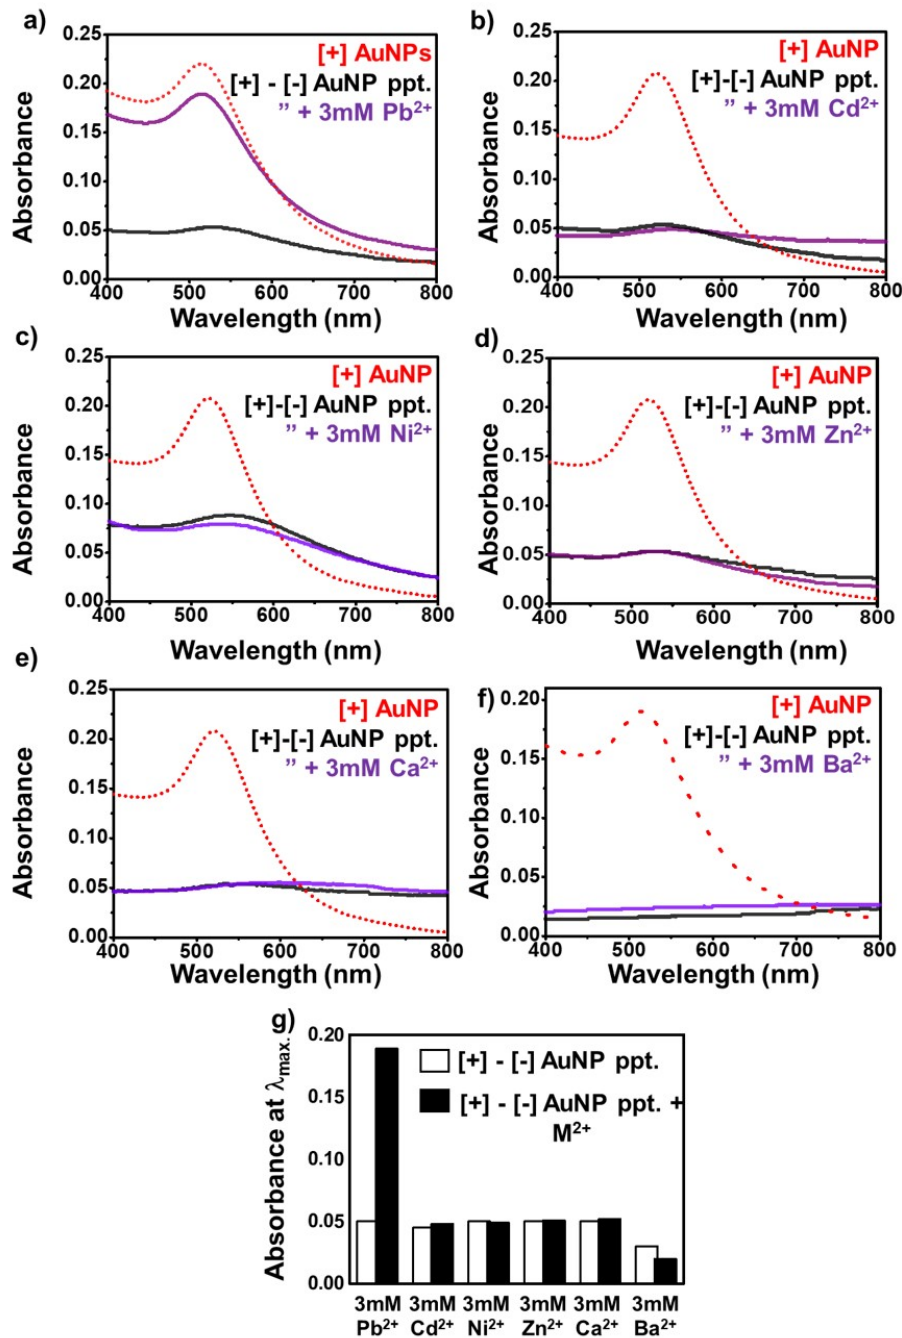 a)
0.25
0.20
0.15
0.10
0.05
0.00
Absorbance
[+] AuNPs
[+] - [-] AuNP ppt.
” + 3mM Pb²⁺
400 500 600 700 800
Wavelength (nm)
b)
0.25
0.20
0.15
0.10
0.05
0.00
Absorbance
[+] AuNP
[+]-[-] AuNP ppt.
” + 3mM Cd²⁺
400 500 600 700 800
Wavelength (nm)
c)
0.25
0.20
0.15
0.10
0.05
0.00
Absorbance
[+] AuNP
[+]-[-] AuNP ppt.
” + 3mM Ni²⁺
400 500 600 700 800
Wavelength (nm)
d)
0.25
0.20
0.15
0.10
0.05
0.00
Absorbance
[+] AuNP
[+]-[-] AuNP ppt.
” + 3mM Zn²⁺
400 500 600 700 800
Wavelength (nm)
e)
0.25
0.20
0.15
0.10
0.05
0.00
Absorbance
[+] AuNP
[+]-[-] AuNP ppt.
” + 3mM Ca²⁺
400 500 600 700 800
Wavelength (nm)
f)
0.20
0.15
0.10
0.05
0.00
Absorbance
[+] AuNP
[+]-[-] AuNP ppt.
” + 3mM Ba²⁺
400 500 600 700 800
Wavelength (nm)
g)
0.20
0.15
0.10
0.05
0.00
Absorbance at λmax.
[+] - [-] AuNP ppt.
[+] - [-] AuNP ppt. +
M²⁺
3mM 3mM 3mM 3mM 3mM 3mM
Pb²⁺ Cd²⁺ Ni²⁺ Zn²⁺ Ca²⁺ Ba²⁺